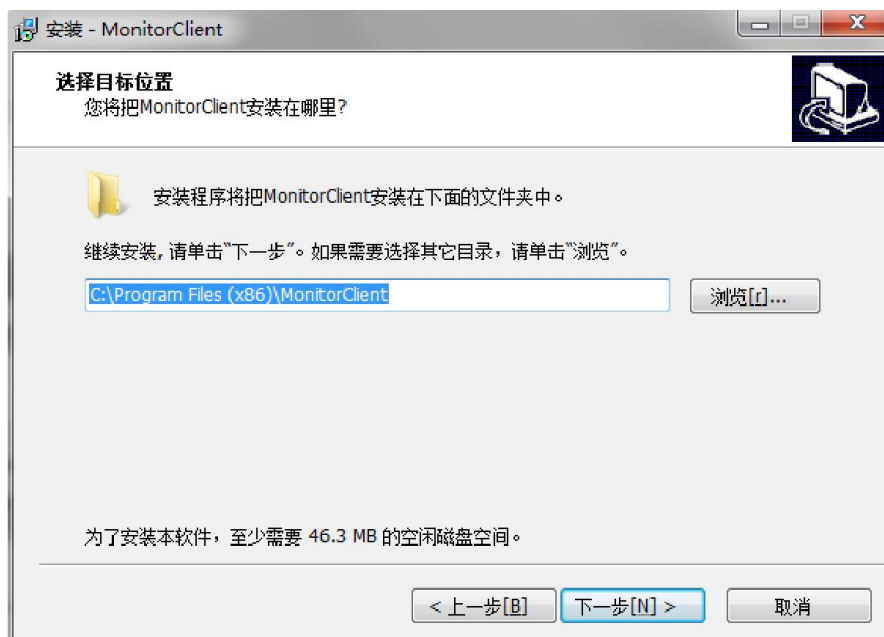 安装 - MonitorClient
选择目标位置
您将把MonitorClient安装在哪里?
安装程序将把MonitorClient安装在下面的文件夹中。
继续安装, 请单击“下一步”。如果需要选择其它目录，请单击“浏览”。
C:\Program Files (x86)\MonitorClient
浏览[r]...
为了安装本软件，至少需要 46.3 MB 的空闲磁盘空间。
< 上一步[B]
下一步[N] >
取消